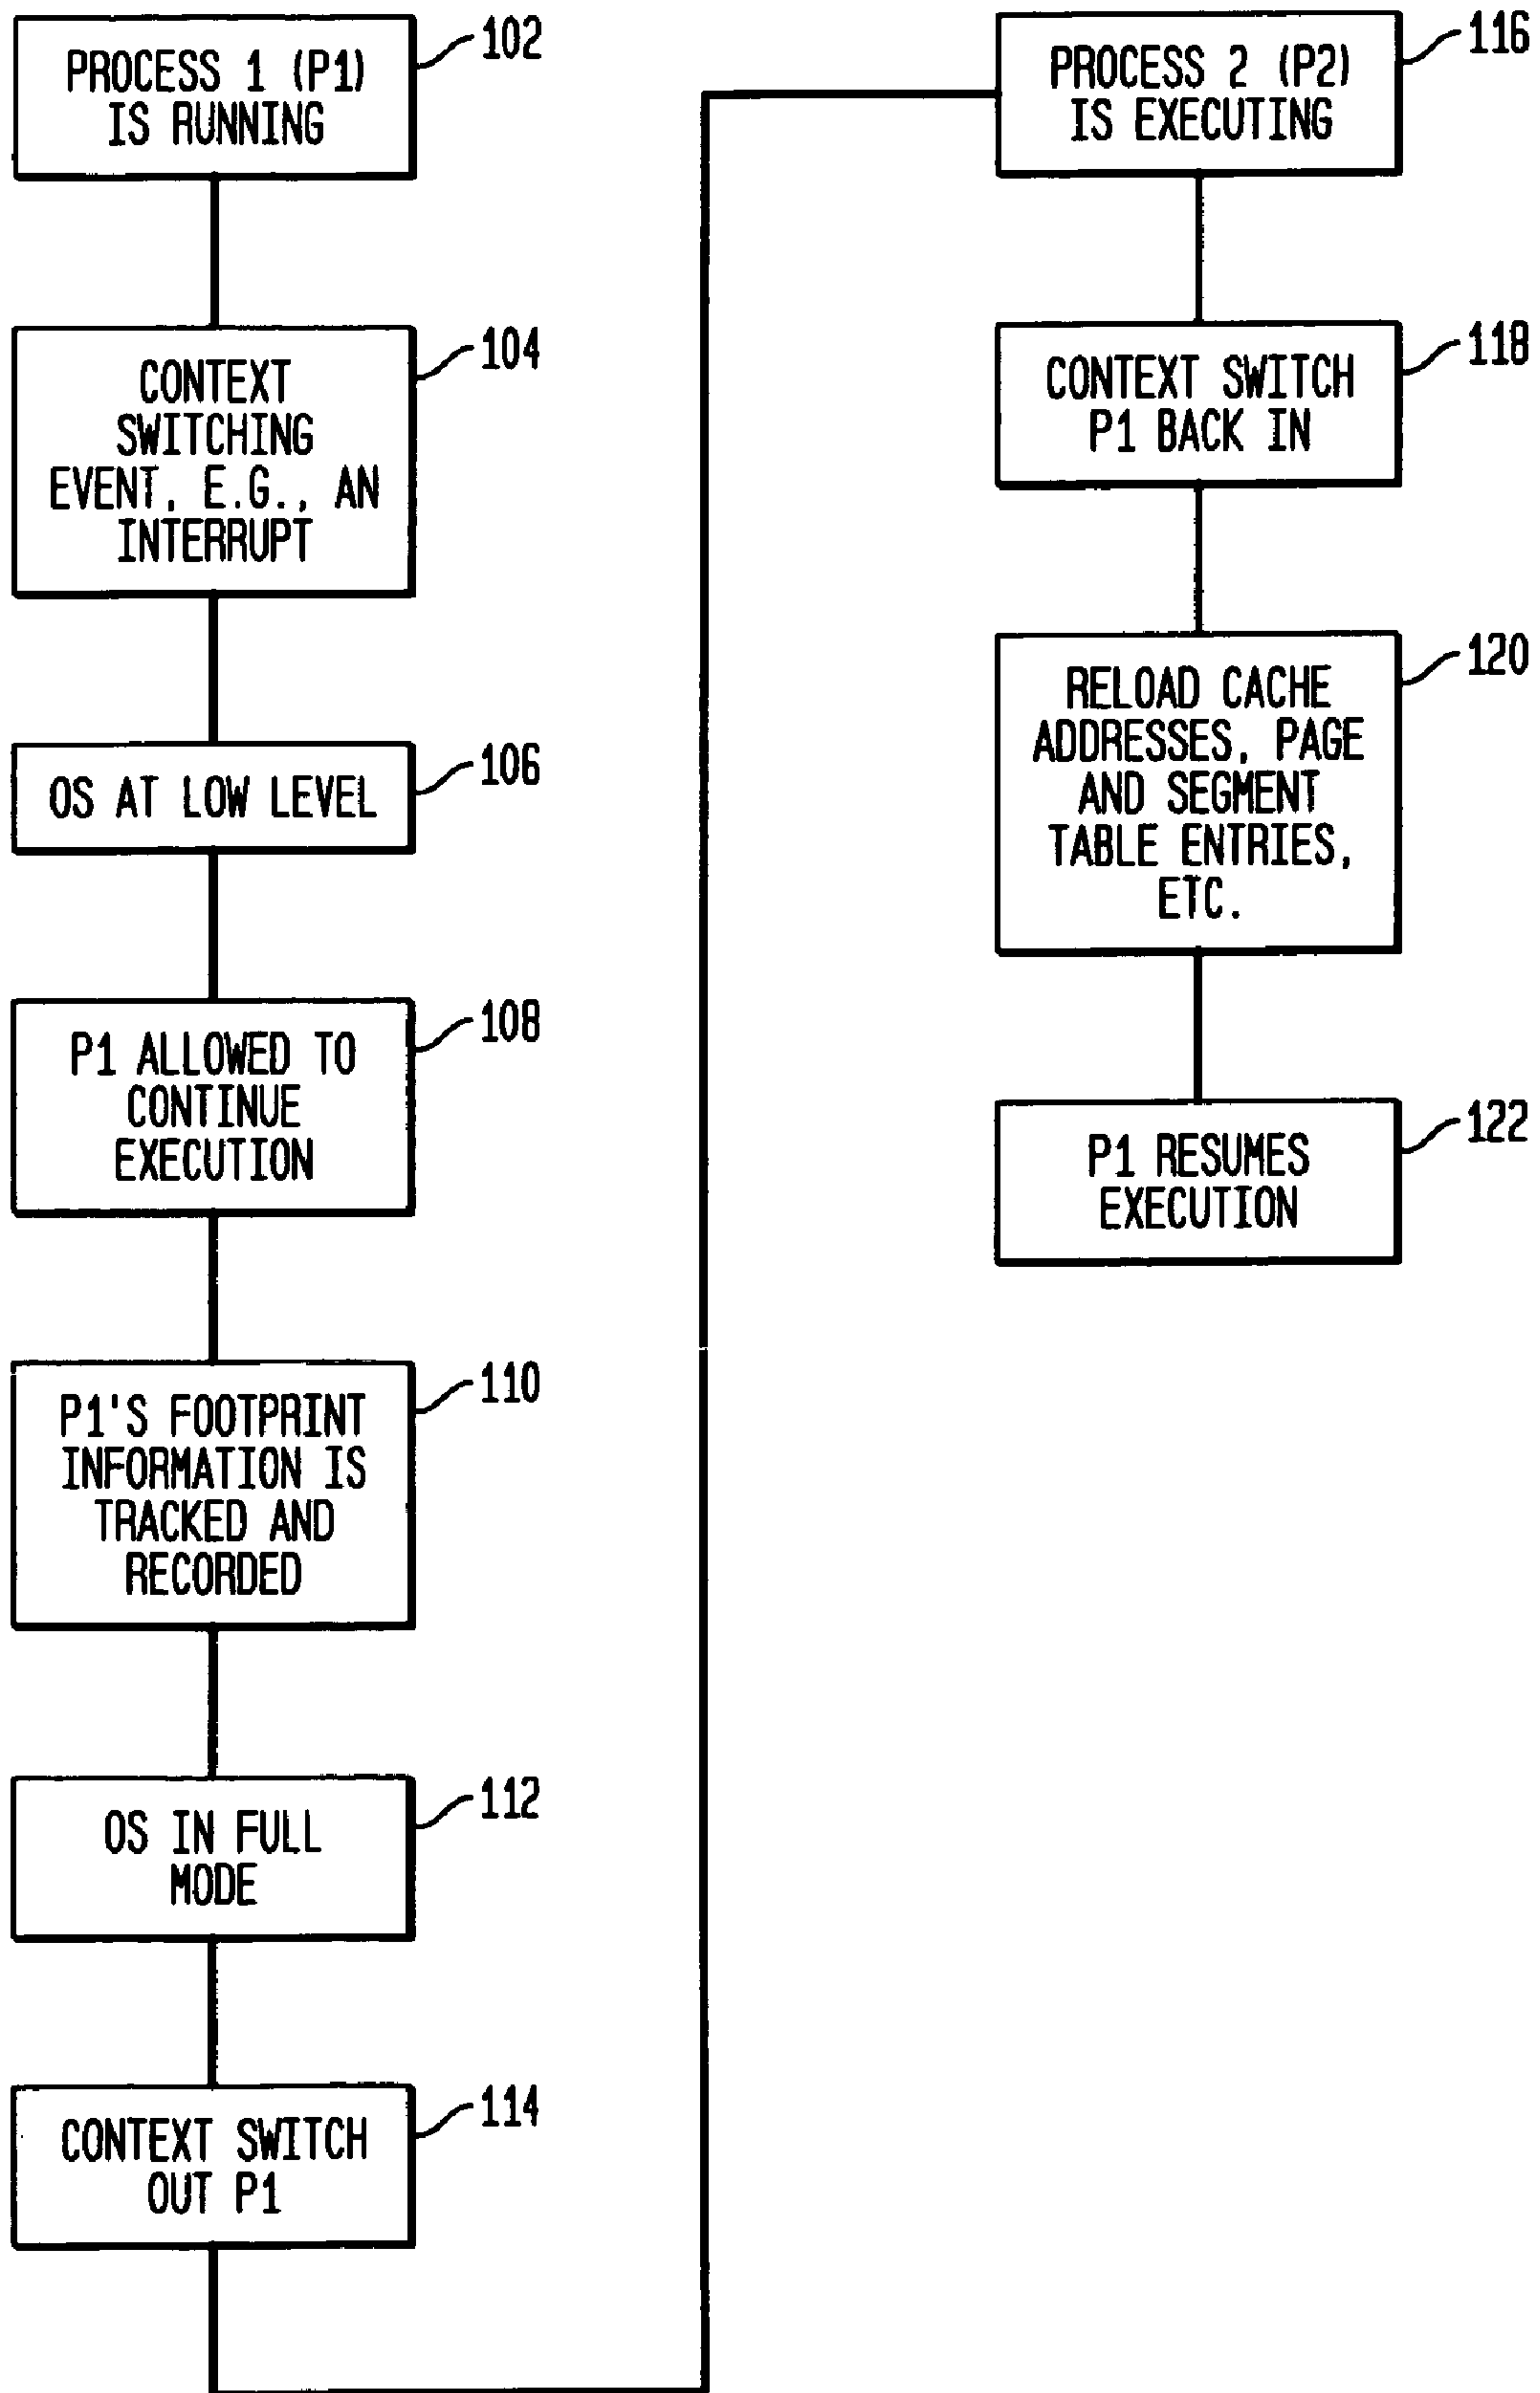 PROCESS 1 (P1)
IS RUNNING
102
CONTEXT
SWITCHING
EVENT, E.G., AN
INTERRUPT
104
OS AT LOW LEVEL
106
P1 ALLOWED TO
CONTINUE
EXECUTION
108
P1'S FOOTPRINT
INFORMATION IS
TRACKED AND
RECORDED
110
OS IN FULL
MODE
112
CONTEXT SWITCH
OUT P1
114
PROCESS 2 (P2)
IS EXECUTING
116
CONTEXT SWITCH
P1 BACK IN
118
RELOAD CACHE
ADDRESSES, PAGE
AND SEGMENT
TABLE ENTRIES,
ETC.
120
P1 RESUMES
EXECUTION
122